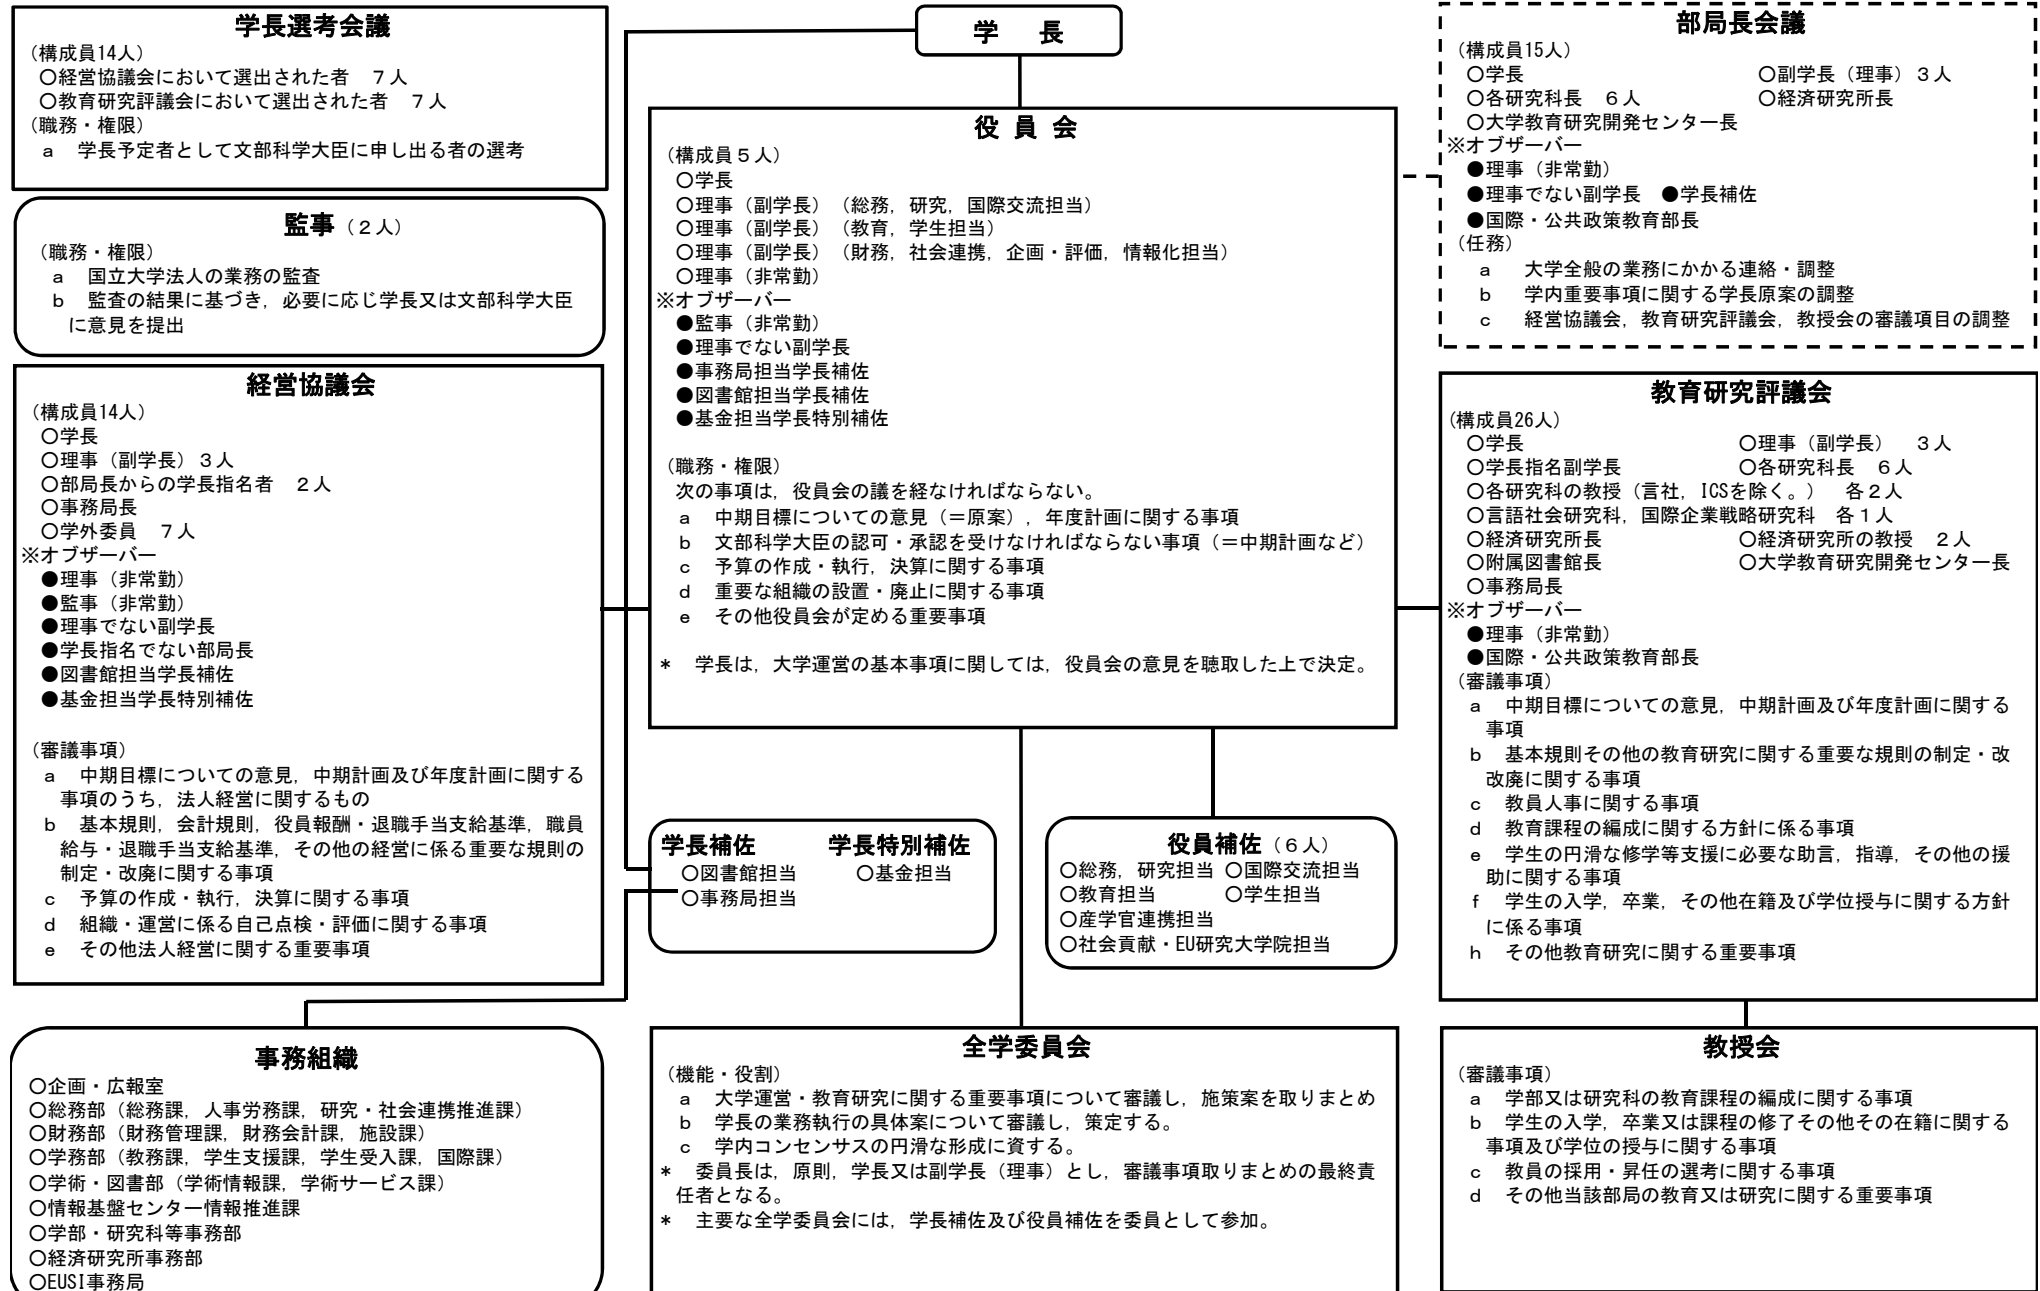 学長選考会議
(構成員14人)
○経営協議会において選出された者　７人
○教育研究評議会において選出された者　７人
(職務・権限)
ａ　学長予定者として文部科学大臣に申し出る者の選考
監事（２人）
(職務・権限)
ａ　国立大学法人の業務の監査
ｂ　監査の結果に基づき，必要に応じ学長又は文部科学大臣
に意見を提出
経営協議会
(構成員14人)
○学長
○理事（副学長）３人
○部局長からの学長指名者　２人
○事務局長
○学外委員　７人
※オブザーバー
●理事（非常勤）
●監事（非常勤）
●理事でない副学長
●学長指名でない部局長
●図書館担当学長補佐
●基金担当学長特別補佐
(審議事項)
ａ　中期目標についての意見，中期計画及び年度計画に関する
事項のうち，法人経営に関するもの
ｂ　基本規則，会計規則，役員報酬・退職手当支給基準，職員
給与・退職手当支給基準，その他の経営に係る重要な規則の
制定・改廃に関する事項
ｃ　予算の作成・執行，決算に関する事項
ｄ　組織・運営に係る自己点検・評価に関する事項
ｅ　その他法人経営に関する重要事項
事務組織
○企画・広報室
○総務部（総務課，人事労務課，研究・社会連携推進課）
○財務部（財務管理課，財務会計課，施設課）
○学務部（教務課，学生支援課，学生受入課，国際課）
○学術・図書部（学術情報課，学術サービス課）
○情報基盤センター情報推進課
○学部・研究科等事務部
○経済研究所事務部
○EUSI事務局
学　長
役 員 会
(構成員５人)
○学長
○理事（副学長）（総務，研究，国際交流担当）
○理事（副学長）（教育，学生担当）
○理事（副学長）（財務，社会連携，企画・評価，情報化担当）
○理事（非常勤）
※オブザーバー
●監事（非常勤）
●理事でない副学長
●事務局担当学長補佐
●図書館担当学長補佐
●基金担当学長特別補佐
(職務・権限)
次の事項は，役員会の議を経なければならない。
ａ　中期目標についての意見（＝原案），年度計画に関する事項
ｂ　文部科学大臣の認可・承認を受けなければならない事項（＝中期計画など）
ｃ　予算の作成・執行，決算に関する事項
ｄ　重要な組織の設置・廃止に関する事項
ｅ　その他役員会が定める重要事項
*　学長は，大学運営の基本事項に関しては，役員会の意見を聴取した上で決定。
学長補佐　学長特別補佐
○図書館担当　○基金担当
○事務局担当
役員補佐（６人）
○総務，研究担当 ○国際交流担当
○教育担当　○学生担当
○産学官連携担当
○社会貢献・EU研究大学院担当
全学委員会
(機能・役割)
ａ　大学運営・教育研究に関する重要事項について審議し，施策案を取りまとめ
ｂ　学長の業務執行の具体案について審議し，策定する。
ｃ　学内コンセンサスの円滑な形成に資する。
*　委員長は，原則，学長又は副学長（理事）とし，審議事項取りまとめの最終責
任者となる。
*　主要な全学委員会には，学長補佐及び役員補佐を委員として参加。
部局長会議
(構成員15人)
○学長　○副学長（理事）３人
○各研究科長　６人　○経済研究所長
○大学教育研究開発センター長
※オブザーバー
●理事（非常勤）
●理事でない副学長　●学長補佐
●国際・公共政策教育部長
(任務)
ａ　大学全般の業務にかかる連絡・調整
ｂ　学内重要事項に関する学長原案の調整
ｃ　経営協議会，教育研究評議会，教授会の審議項目の調整
教育研究評議会
(構成員26人)
○学長　○理事（副学長）　３人
○学長指名副学長　○各研究科長　６人
○各研究科の教授（言社，ICSを除く。）　各２人
○言語社会研究科，国際企業戦略研究科　各１人
○経済研究所長　○経済研究所の教授　２人
○附属図書館長　○大学教育研究開発センター長
○事務局長
※オブザーバー
●理事（非常勤）
●国際・公共政策教育部長
(審議事項)
ａ　中期目標についての意見，中期計画及び年度計画に関する
事項
ｂ　基本規則その他の教育研究に関する重要な規則の制定・改
改廃に関する事項
ｃ　教員人事に関する事項
ｄ　教育課程の編成に関する方針に係る事項
ｅ　学生の円滑な修学等支援に必要な助言，指導，その他の援
助に関する事項
ｆ　学生の入学，卒業，その他在籍及び学位授与に関する方針
に係る事項
ｈ　その他教育研究に関する重要事項
教授会
(審議事項)
ａ　学部又は研究科の教育課程の編成に関する事項
ｂ　学生の入学，卒業又は課程の修了その他その在籍に関する
事項及び学位の授与に関する事項
ｃ　教員の採用・昇任の選考に関する事項
ｄ　その他当該部局の教育又は研究に関する重要事項